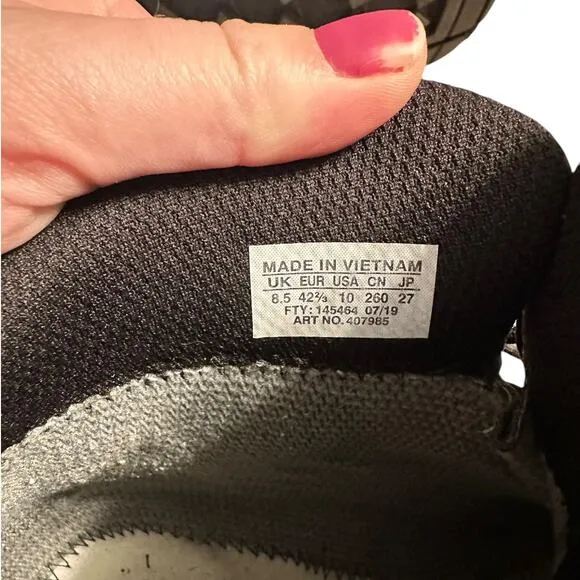 MADE IN VIETNAM
UK EUR USA CN JP
8.5 42⅔ 10 260 27
FTY: 145464 07/19
ART NO. 407985